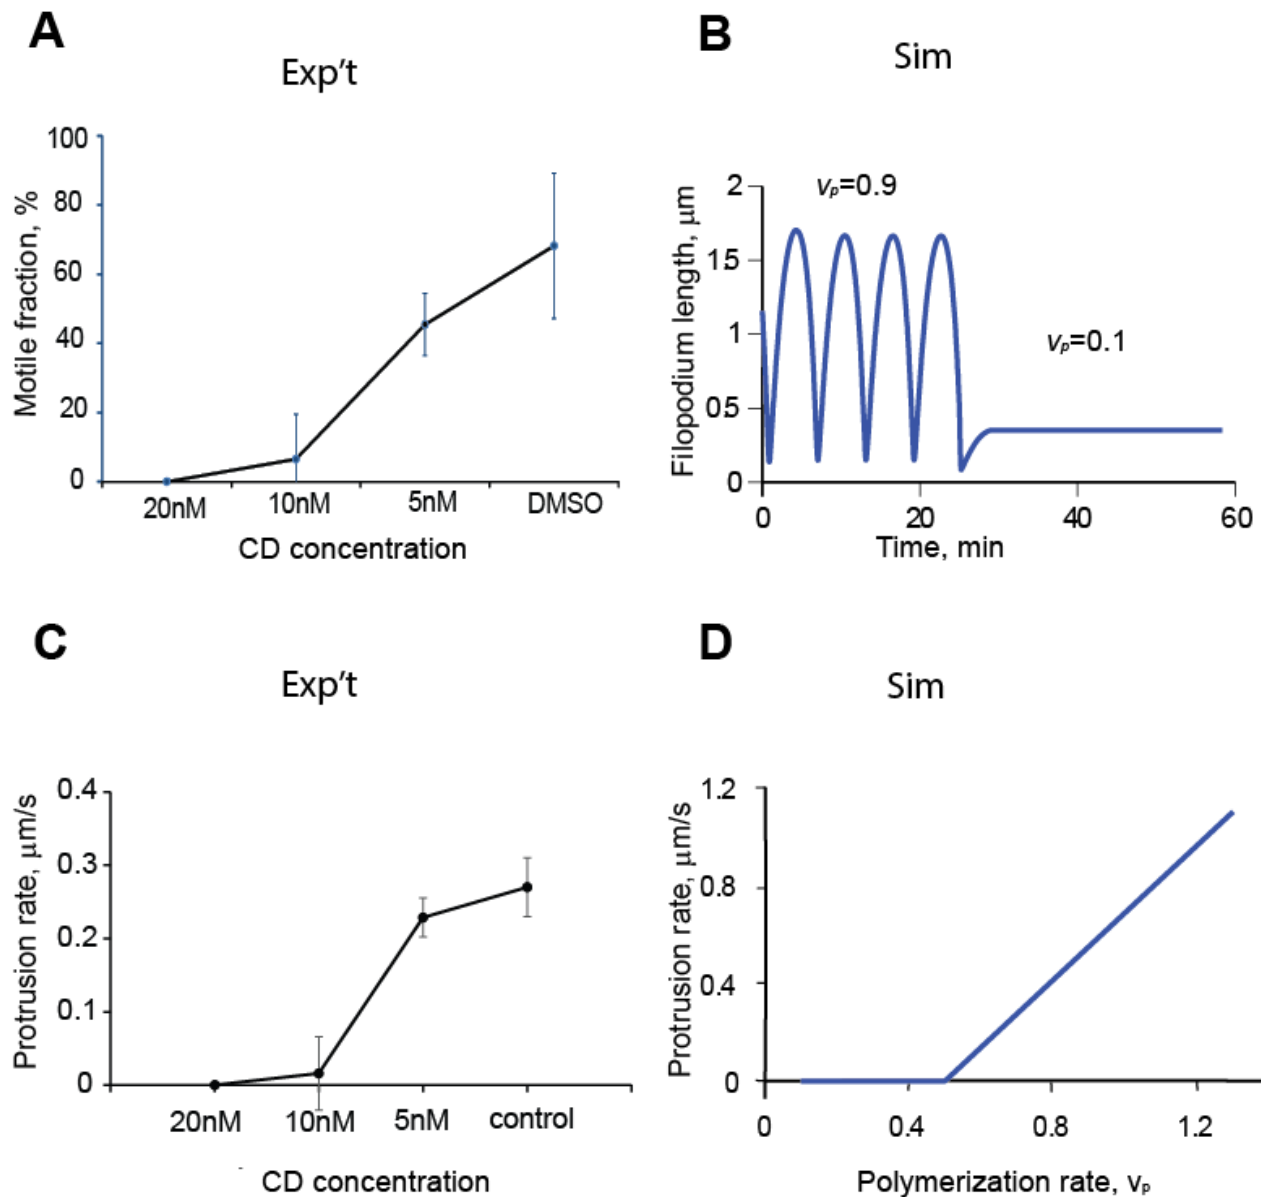 A
Exp't
Motile fraction, %
100
80
60
40
20
0
20nM
10nM
5nM
DMSO
CD concentration
B
Sim
Filopodium length, μm
2
15
1
05
0
vₚ=0.9
vₚ=0.1
0
20
40
60
Time, min
C
Exp't
Protrusion rate, μm/s
0.4
0.3
0.2
0.1
0
20nM
10nM
5nM
control
CD concentration
D
Sim
Protrusion rate, μm/s
1.2
0.8
0.4
0
0
0.4
0.8
1.2
Polymerization rate, vₚ